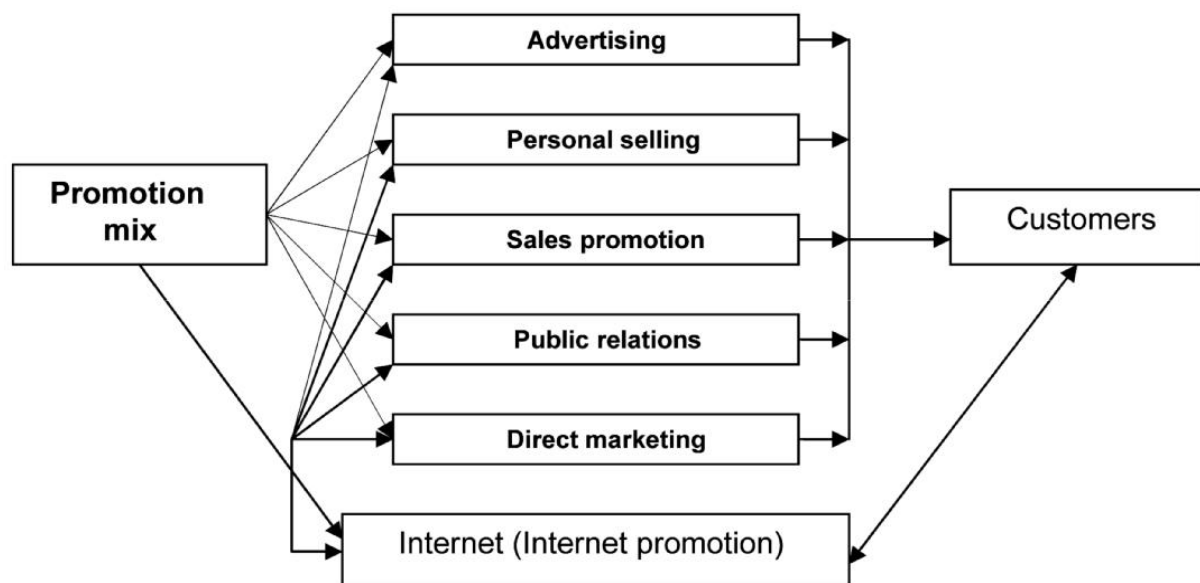 Advertising
Personal selling
Promotion
mix
Customers
Sales promotion
Public relations
Direct marketing
Internet (Internet promotion)